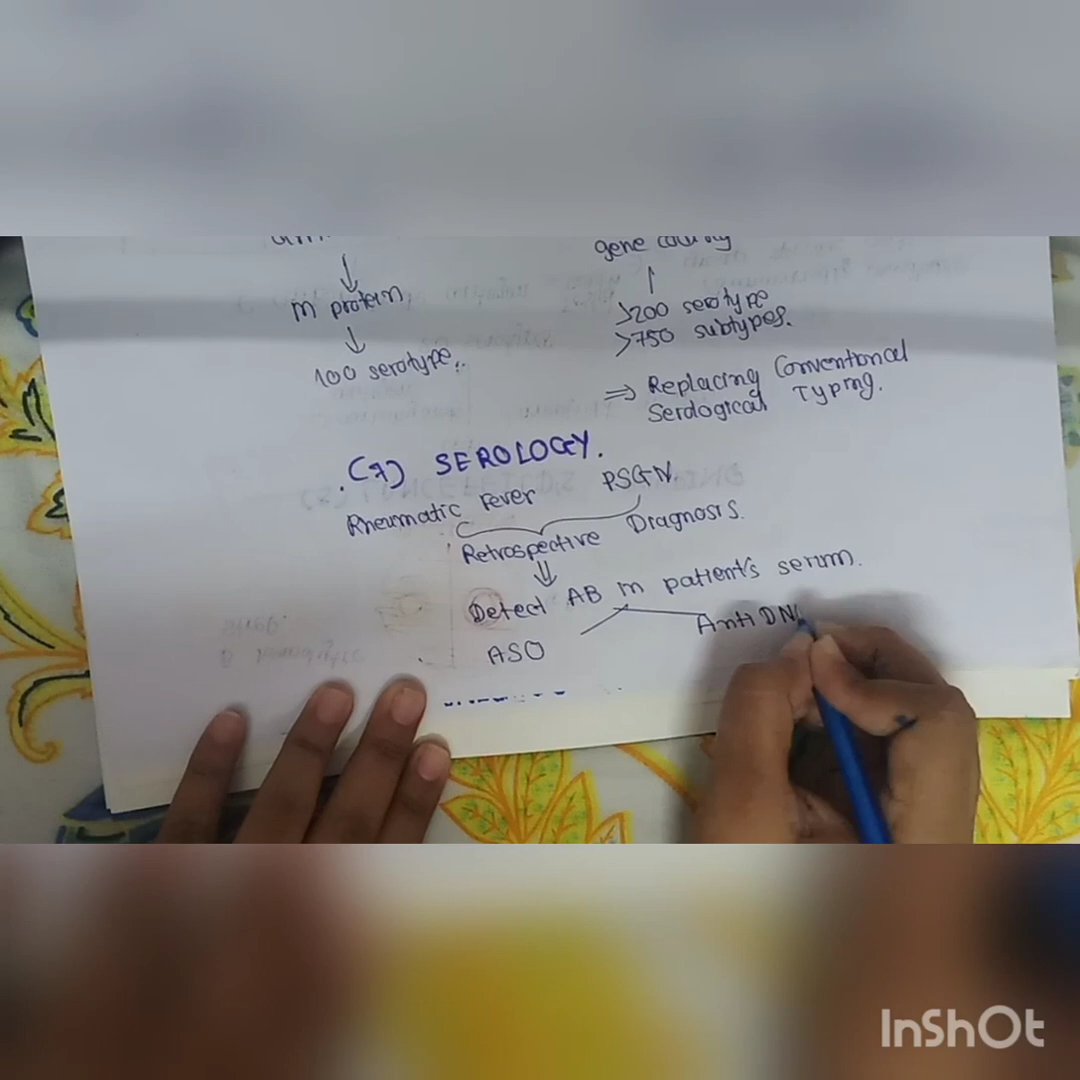 gene
M protein
>200 serotype
>750 subtypes.
100 serotype..
⇒ Replacing Conventional
Serological Typing.
(7) SEROLOGY.
Rheumatic Fever PSGN
Retrospective Diagnosis.
Detect AB in patient's serum.
ASO
Anti DN
InShOt